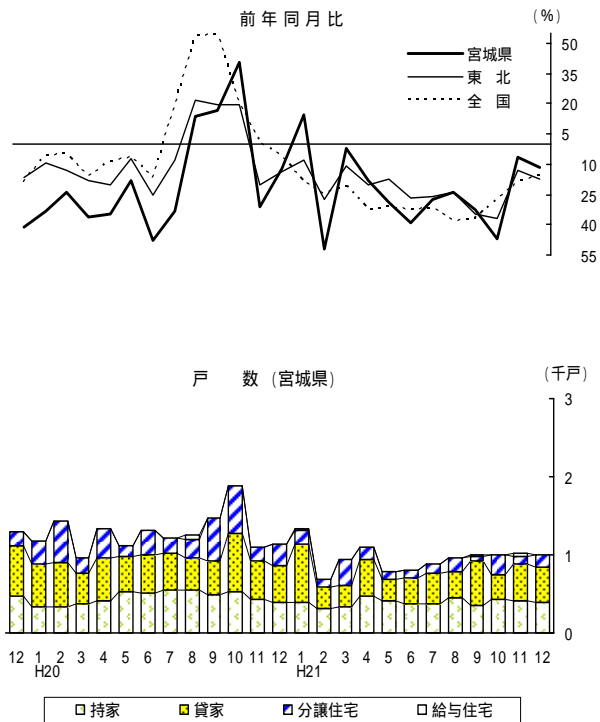 前年同月比
(%)
宮城県
東 北
全 国
50
35
20
5
10
25
40
55
戸 数 (宮城県)
(千戸)
3
2
1
0
12 1 2 3 4 5 6 7 8 9 10 11 12 1 2 3 4 5 6 7 8 9 10 11 12
H20 H21
持家 貸家 分譲住宅 給与住宅